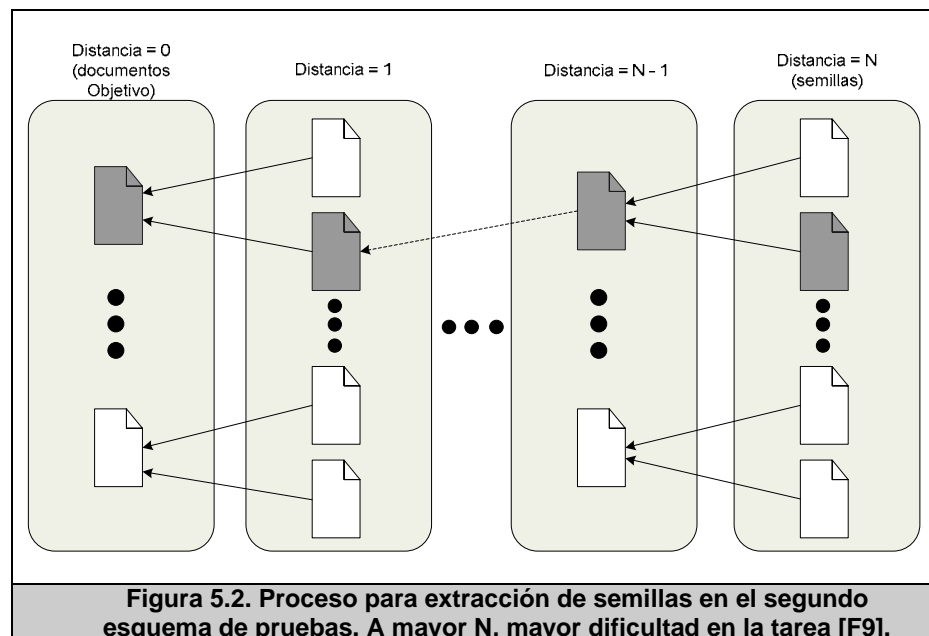 Distancia = 0
(documentos
Objetivo)
Distancia = 1
Distancia = N - 1
Distancia = N
(semillas)
Figura 5.2. Proceso para extracción de semillas en el segundo
esquema de pruebas. A mayor N, mayor dificultad en la tarea [F9].